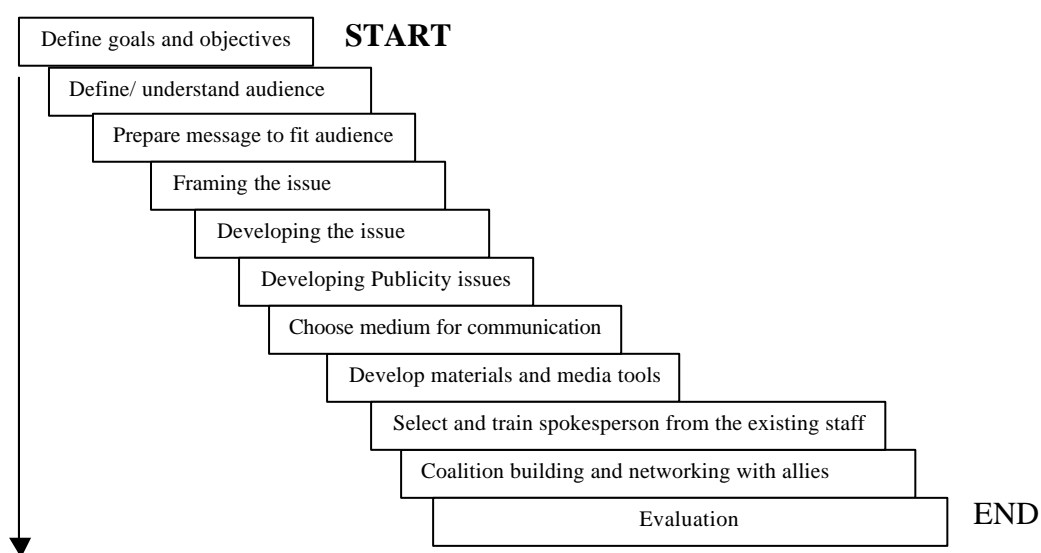 Define goals and objectives START
Define/ understand audience
Prepare message to fit audience
Framing the issue
Developing the issue
Developing Publicity issues
Choose medium for communication
Develop materials and media tools
Select and train spokesperson from the existing staff
Coalition building and networking with allies
Evaluation END